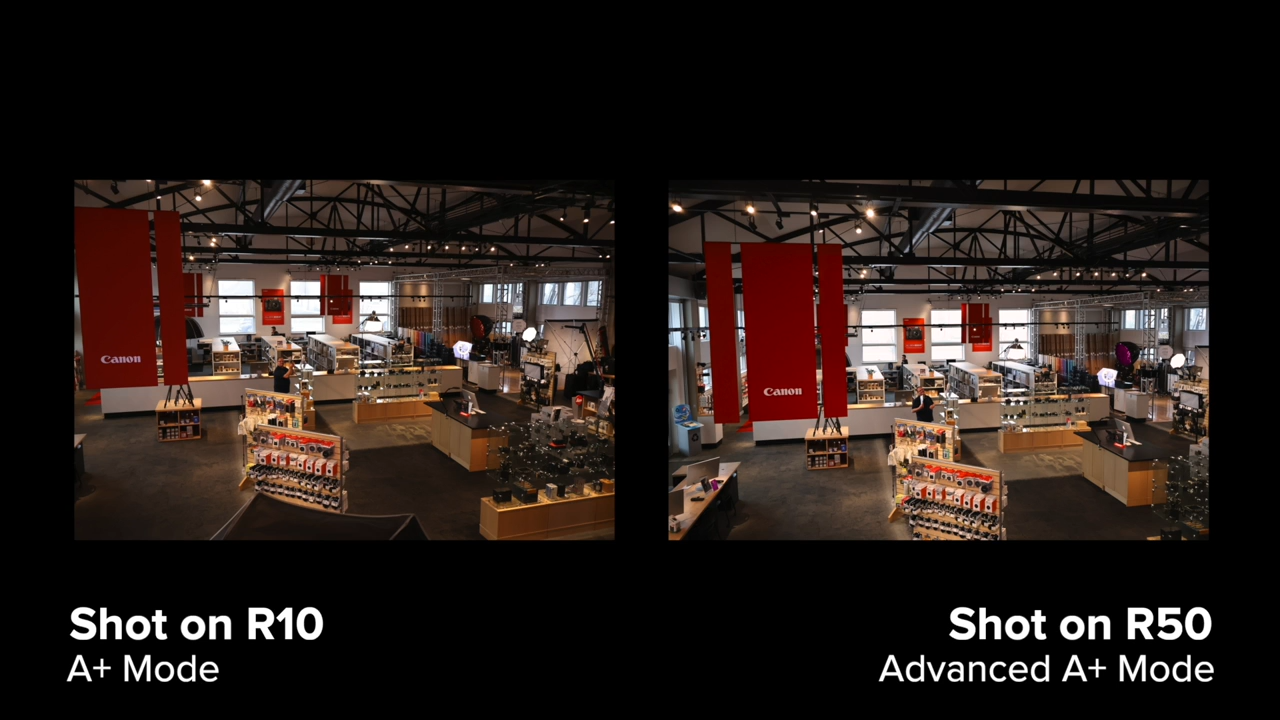 Canon
Canon
Shot on R10
A+ Mode
Shot on R50
Advanced A+ Mode